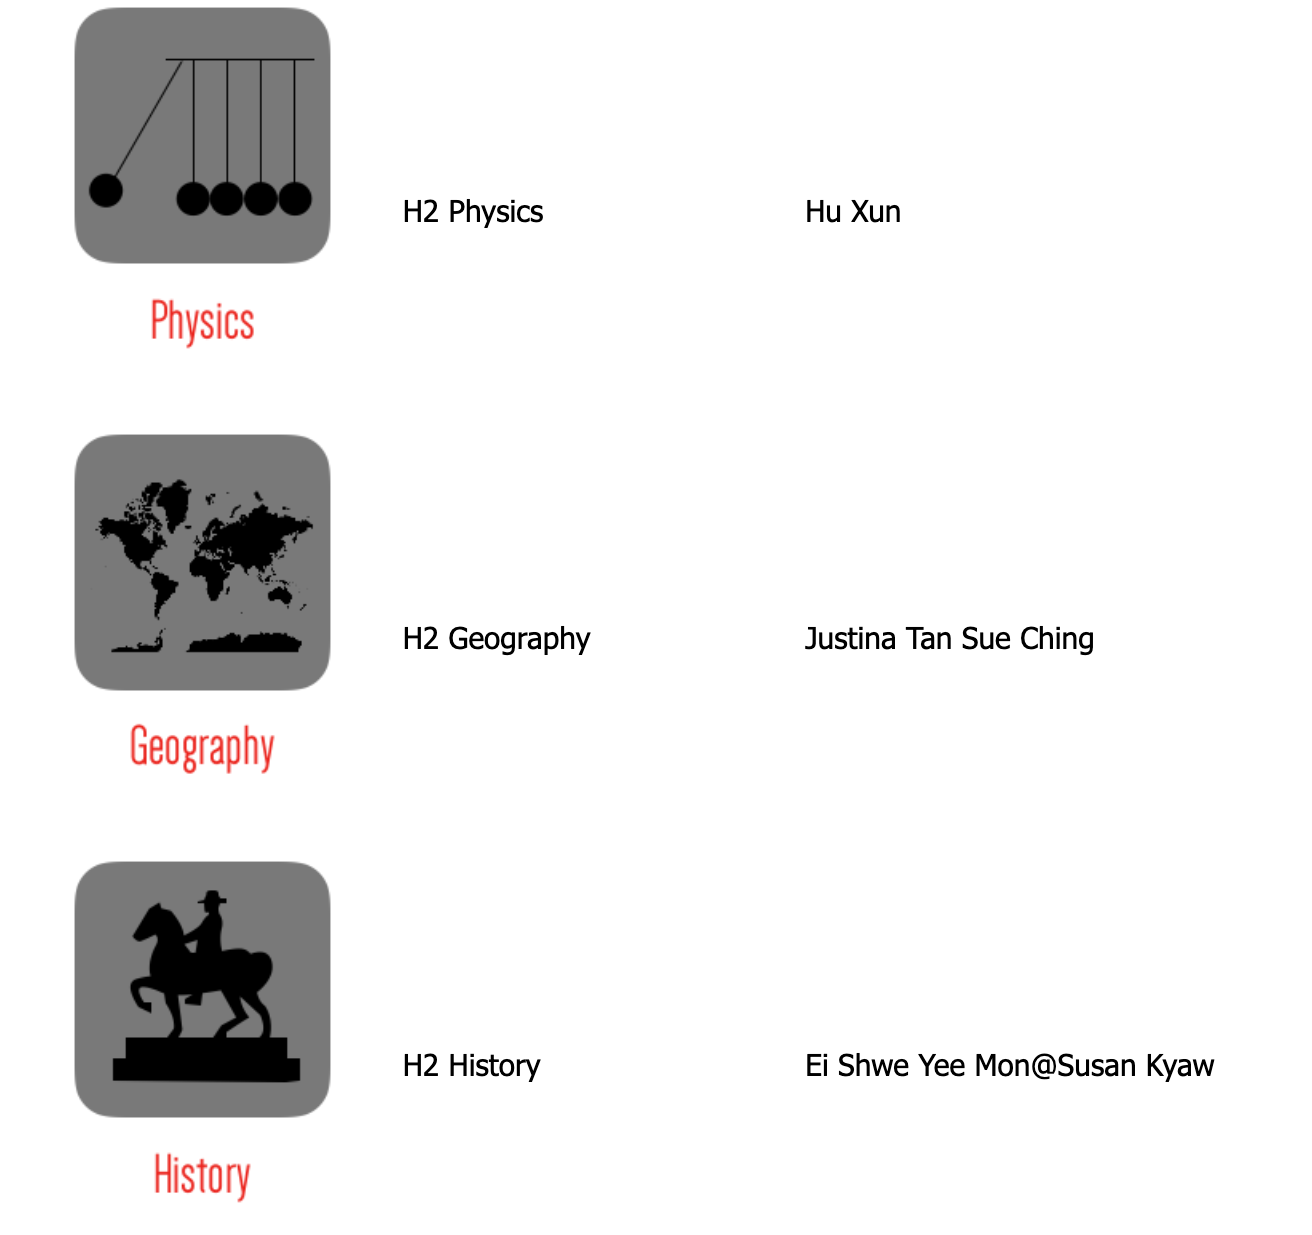 H2 Physics Hu Xun
Physics
H2 Geography Justina Tan Sue Ching
Geography
H2 History Ei Shwe Yee Mon@Susan Kyaw
History